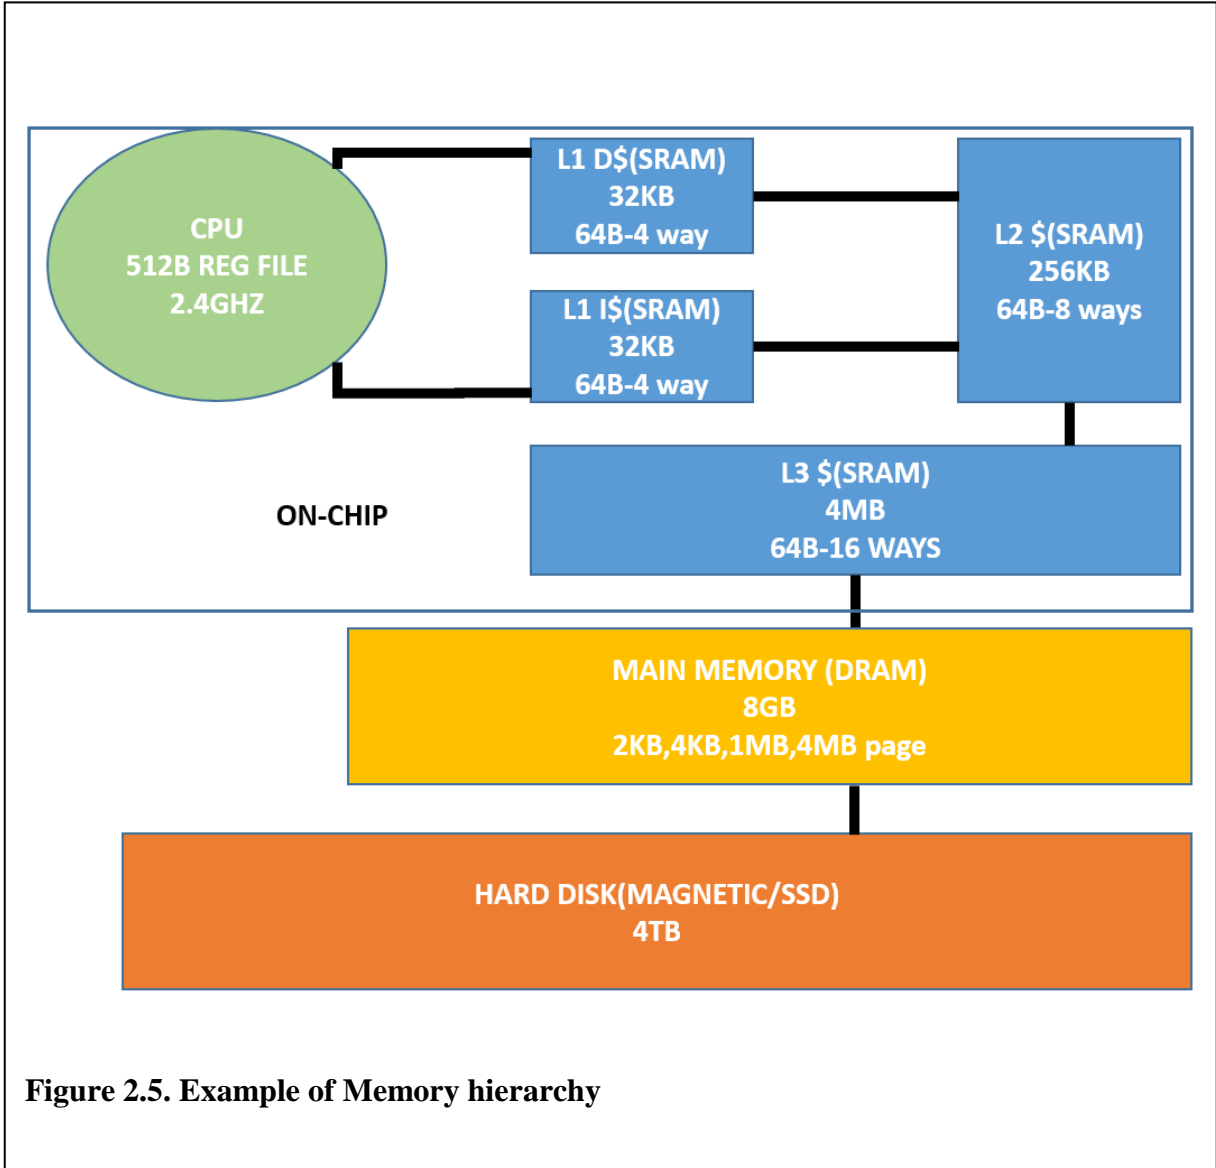 CPU
512B REG FILE
2.4GHZ
L1 D$(SRAM)
32KB
64B-4 way
L1 I$(SRAM)
32KB
64B-4 way
L2 $(SRAM)
256KB
64B-8 ways
L3 $(SRAM)
4MB
64B-16 WAYS
ON-CHIP
MAIN MEMORY (DRAM)
8GB
2KB,4KB,1MB,4MB page
HARD DISK(MAGNETIC/SSD)
4TB
Figure 2.5. Example of Memory hierarchy